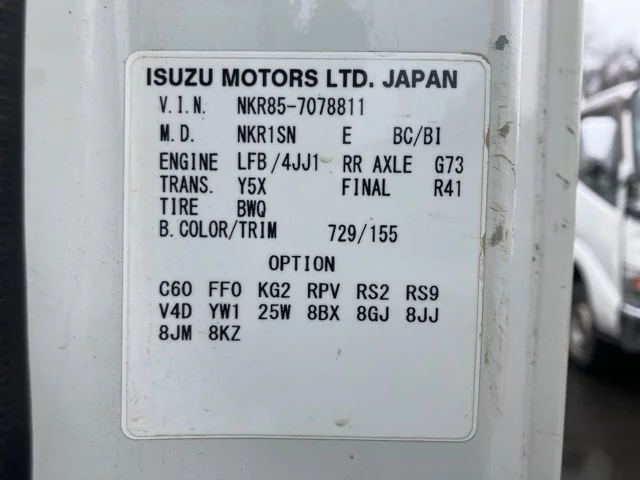 ISUZU MOTORS LTD. JAPAN
V.I.N. NKR85-7078811
M.D. NKR1SN E BC/BI
ENGINE LFB/4JJ1 RR AXLE G73
TRANS. Y5X FINAL R41
TIRE BWQ
B.COLOR/TRIM 729/155
OPTION
C60 FF0 KG2 RPV RS2 RS9
V4D YW1 25W 8BX 8GJ 8JJ
8JM 8KZ